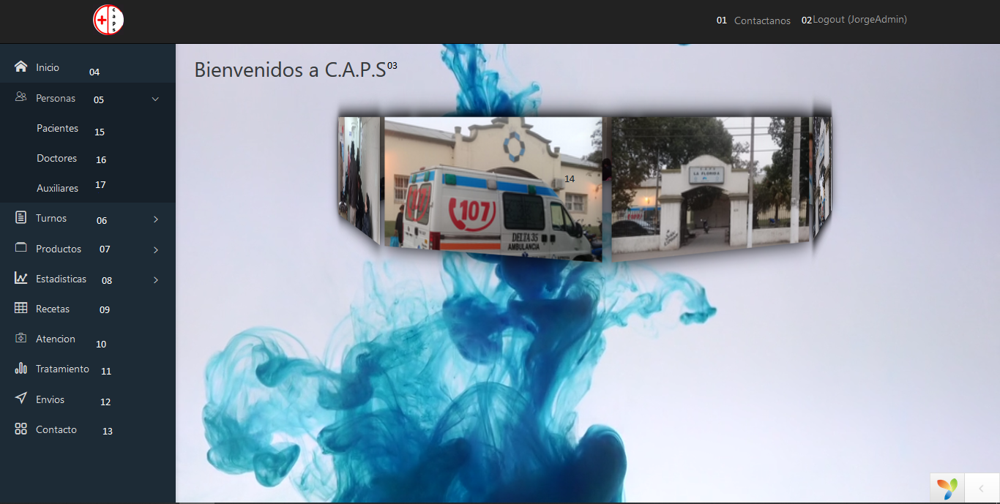 caps
01 Contactanos 02 Logout (JorgeAdmin)
Inicio 04
Personas 05
Pacientes 15
Doctores 16
Auxiliares 17
Turnos 06
Productos 07
Estadisticas 08
Recetas 09
Atencion 10
Tratamiento 11
Envios 12
Contacto 13
Bienvenidos a C.A.P.S 03
14
107
DELTA 35
AMBULANCIA
LA FLORIDA